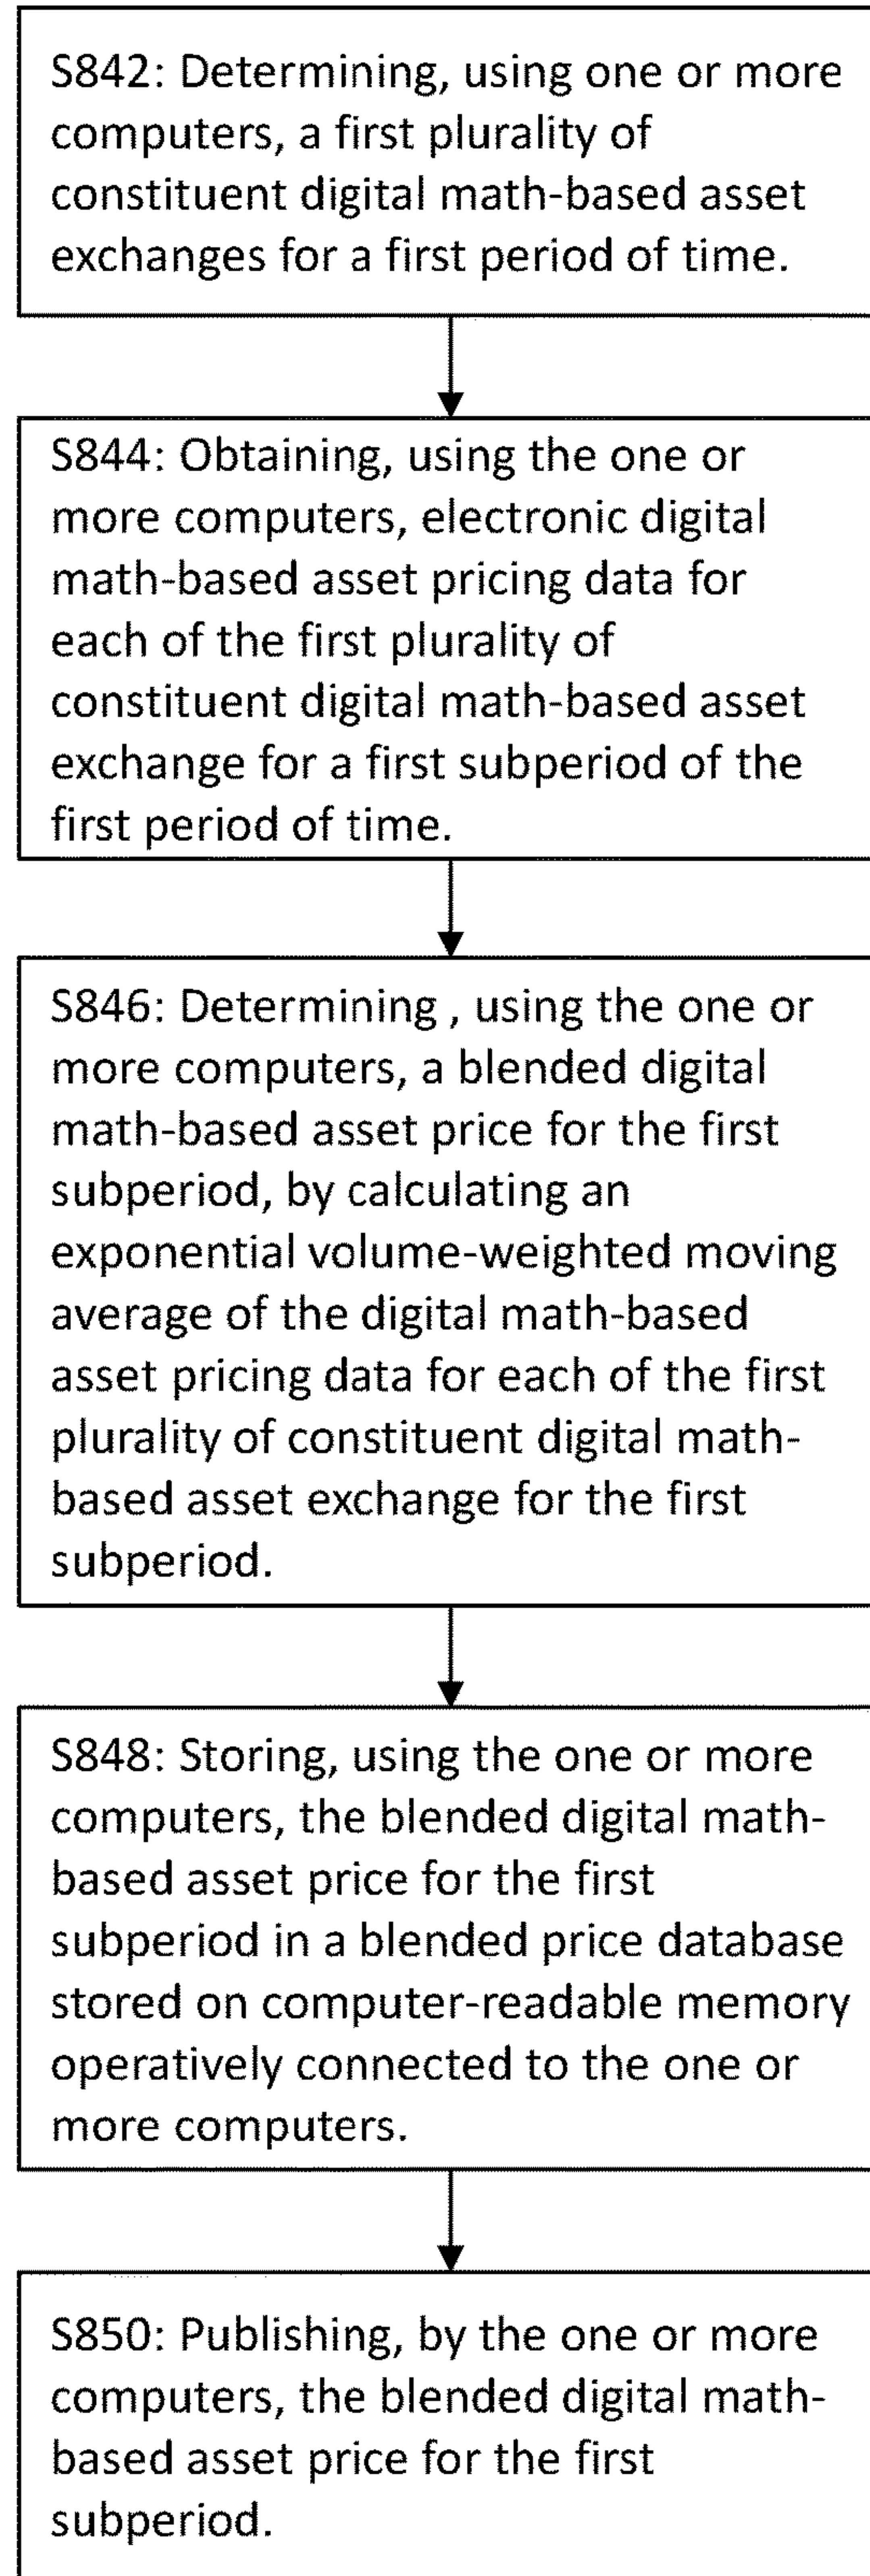 S842: Determining, using one or more
computers, a first plurality of
constituent digital math-based asset
exchanges for a first period of time.
S844: Obtaining, using the one or
more computers, electronic digital
math-based asset pricing data for
each of the first plurality of
constituent digital math-based asset
exchange for a first subperiod of the
first period of time.
S846: Determining , using the one or
more computers, a blended digital
math-based asset price for the first
subperiod, by calculating an
exponential volume-weighted moving
average of the digital math-based
asset pricing data for each of the first
plurality of constituent digital math-
based asset exchange for the first
subperiod.
S848: Storing, using the one or more
computers, the blended digital math-
based asset price for the first
subperiod in a blended price database
stored on computer-readable memory
operatively connected to the one or
more computers.
S850: Publishing, by the one or more
computers, the blended digital math-
based asset price for the first
subperiod.